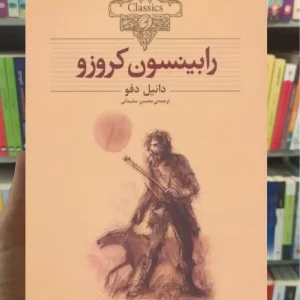 Classics
رابینسون کروزو
دانیل دفو
ترجمه‌ی محسن سلیمانی